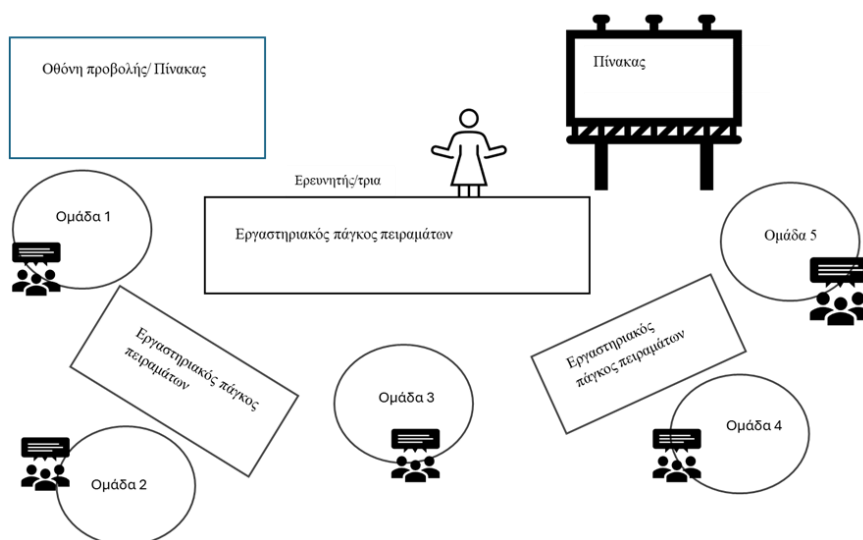 Οθόνη προβολής/ Πίνακας
Πίνακας
Ερευνητής/τρια
Ομάδα 1
Εργαστηριακός πάγκος πειραμάτων
Ομάδα 5
Εργαστηριακός πάγκος
πειραμάτων
Εργαστηριακός
πάγκος πειραμάτων
Ομάδα 3
Ομάδα 4
Ομάδα 2